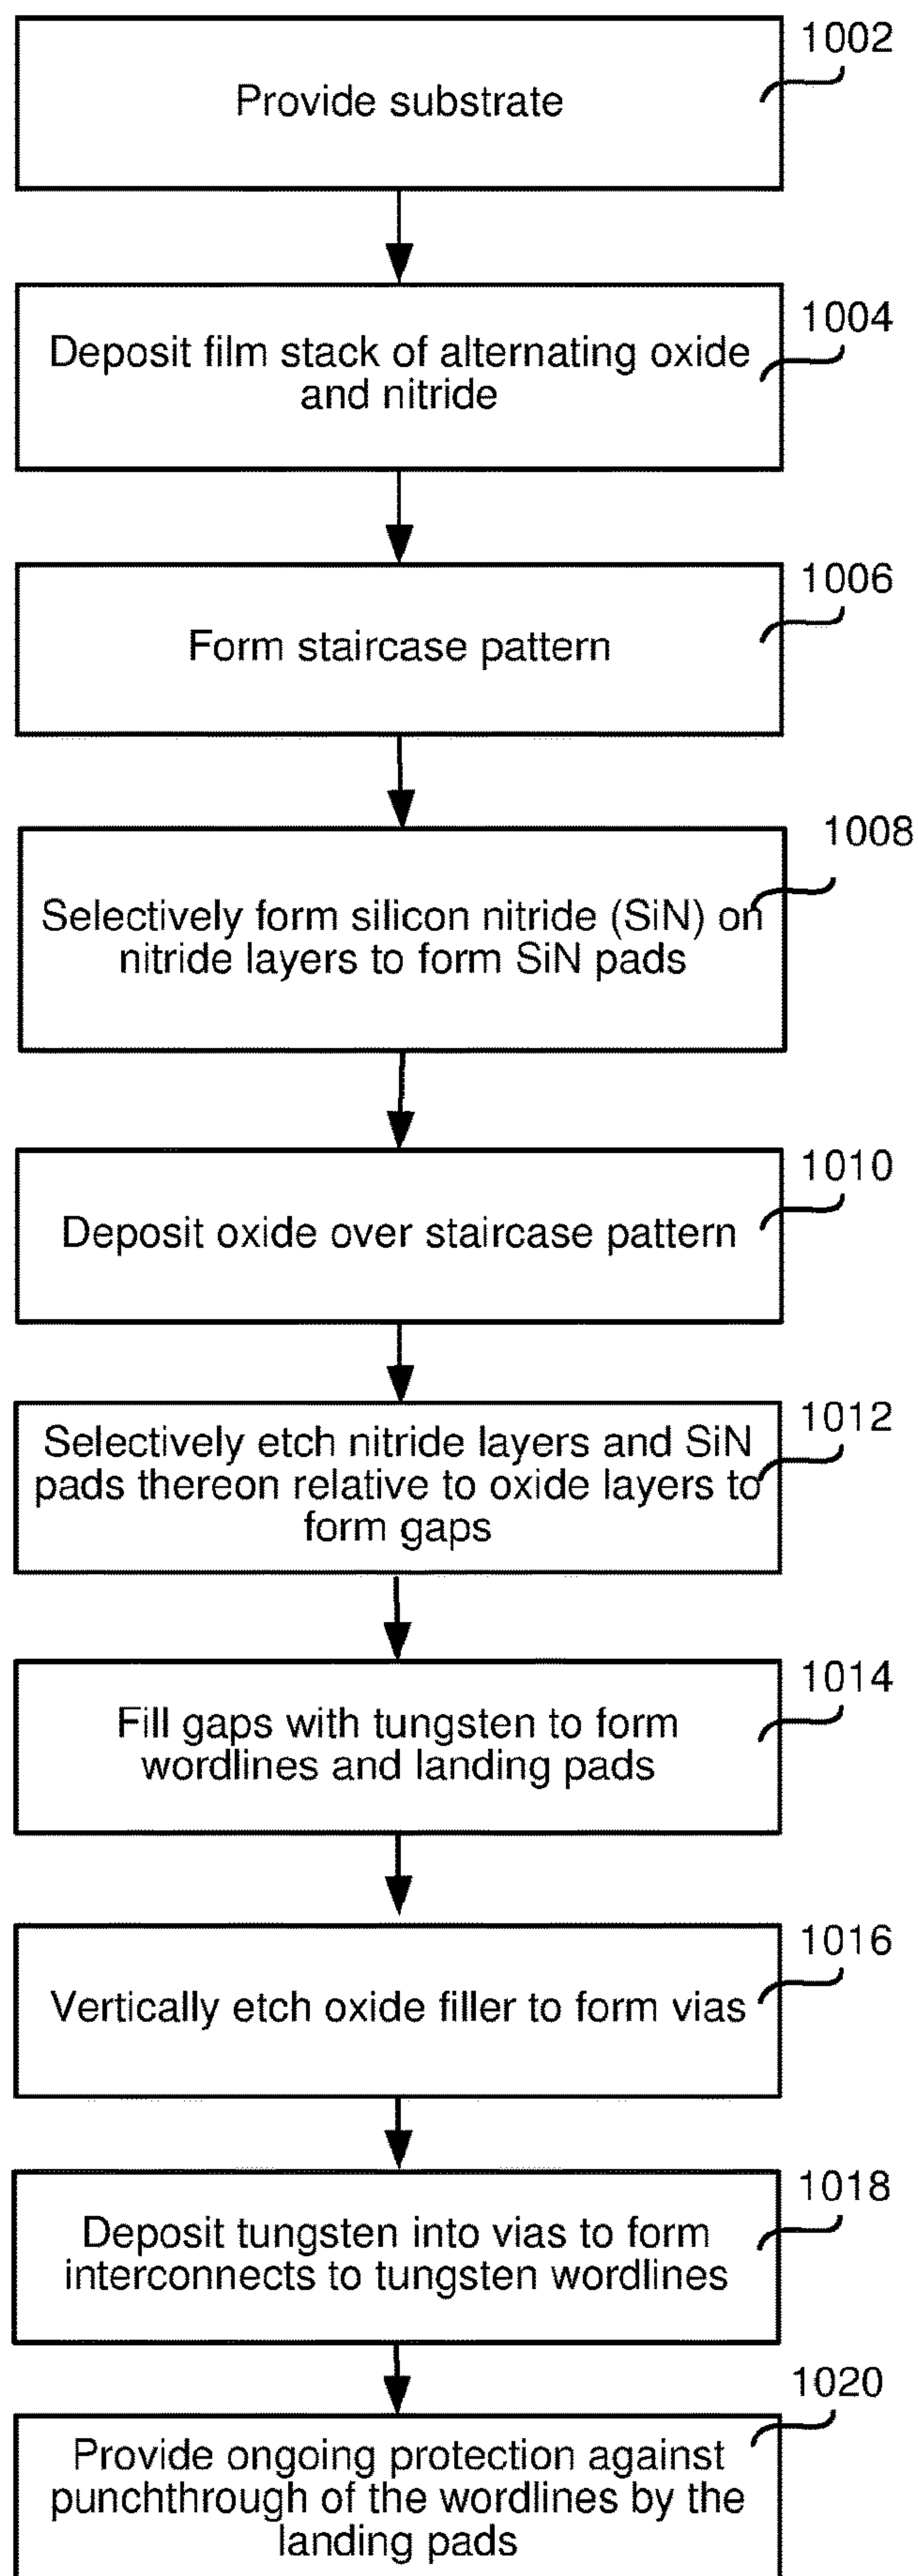 1002
Provide substrate
1004
Deposit film stack of alternating oxide
and nitride
1006
Form staircase pattern
1008
Selectively form silicon nitride (SiN) on
nitride layers to form SiN pads
1010
Deposit oxide over staircase pattern
1012
Selectively etch nitride layers and SiN
pads thereon relative to oxide layers to
form gaps
1014
Fill gaps with tungsten to form
wordlines and landing pads
1016
Vertically etch oxide filler to form vias
1018
Deposit tungsten into vias to form
interconnects to tungsten wordlines
1020
Provide ongoing protection against
punchthrough of the wordlines by the
landing pads